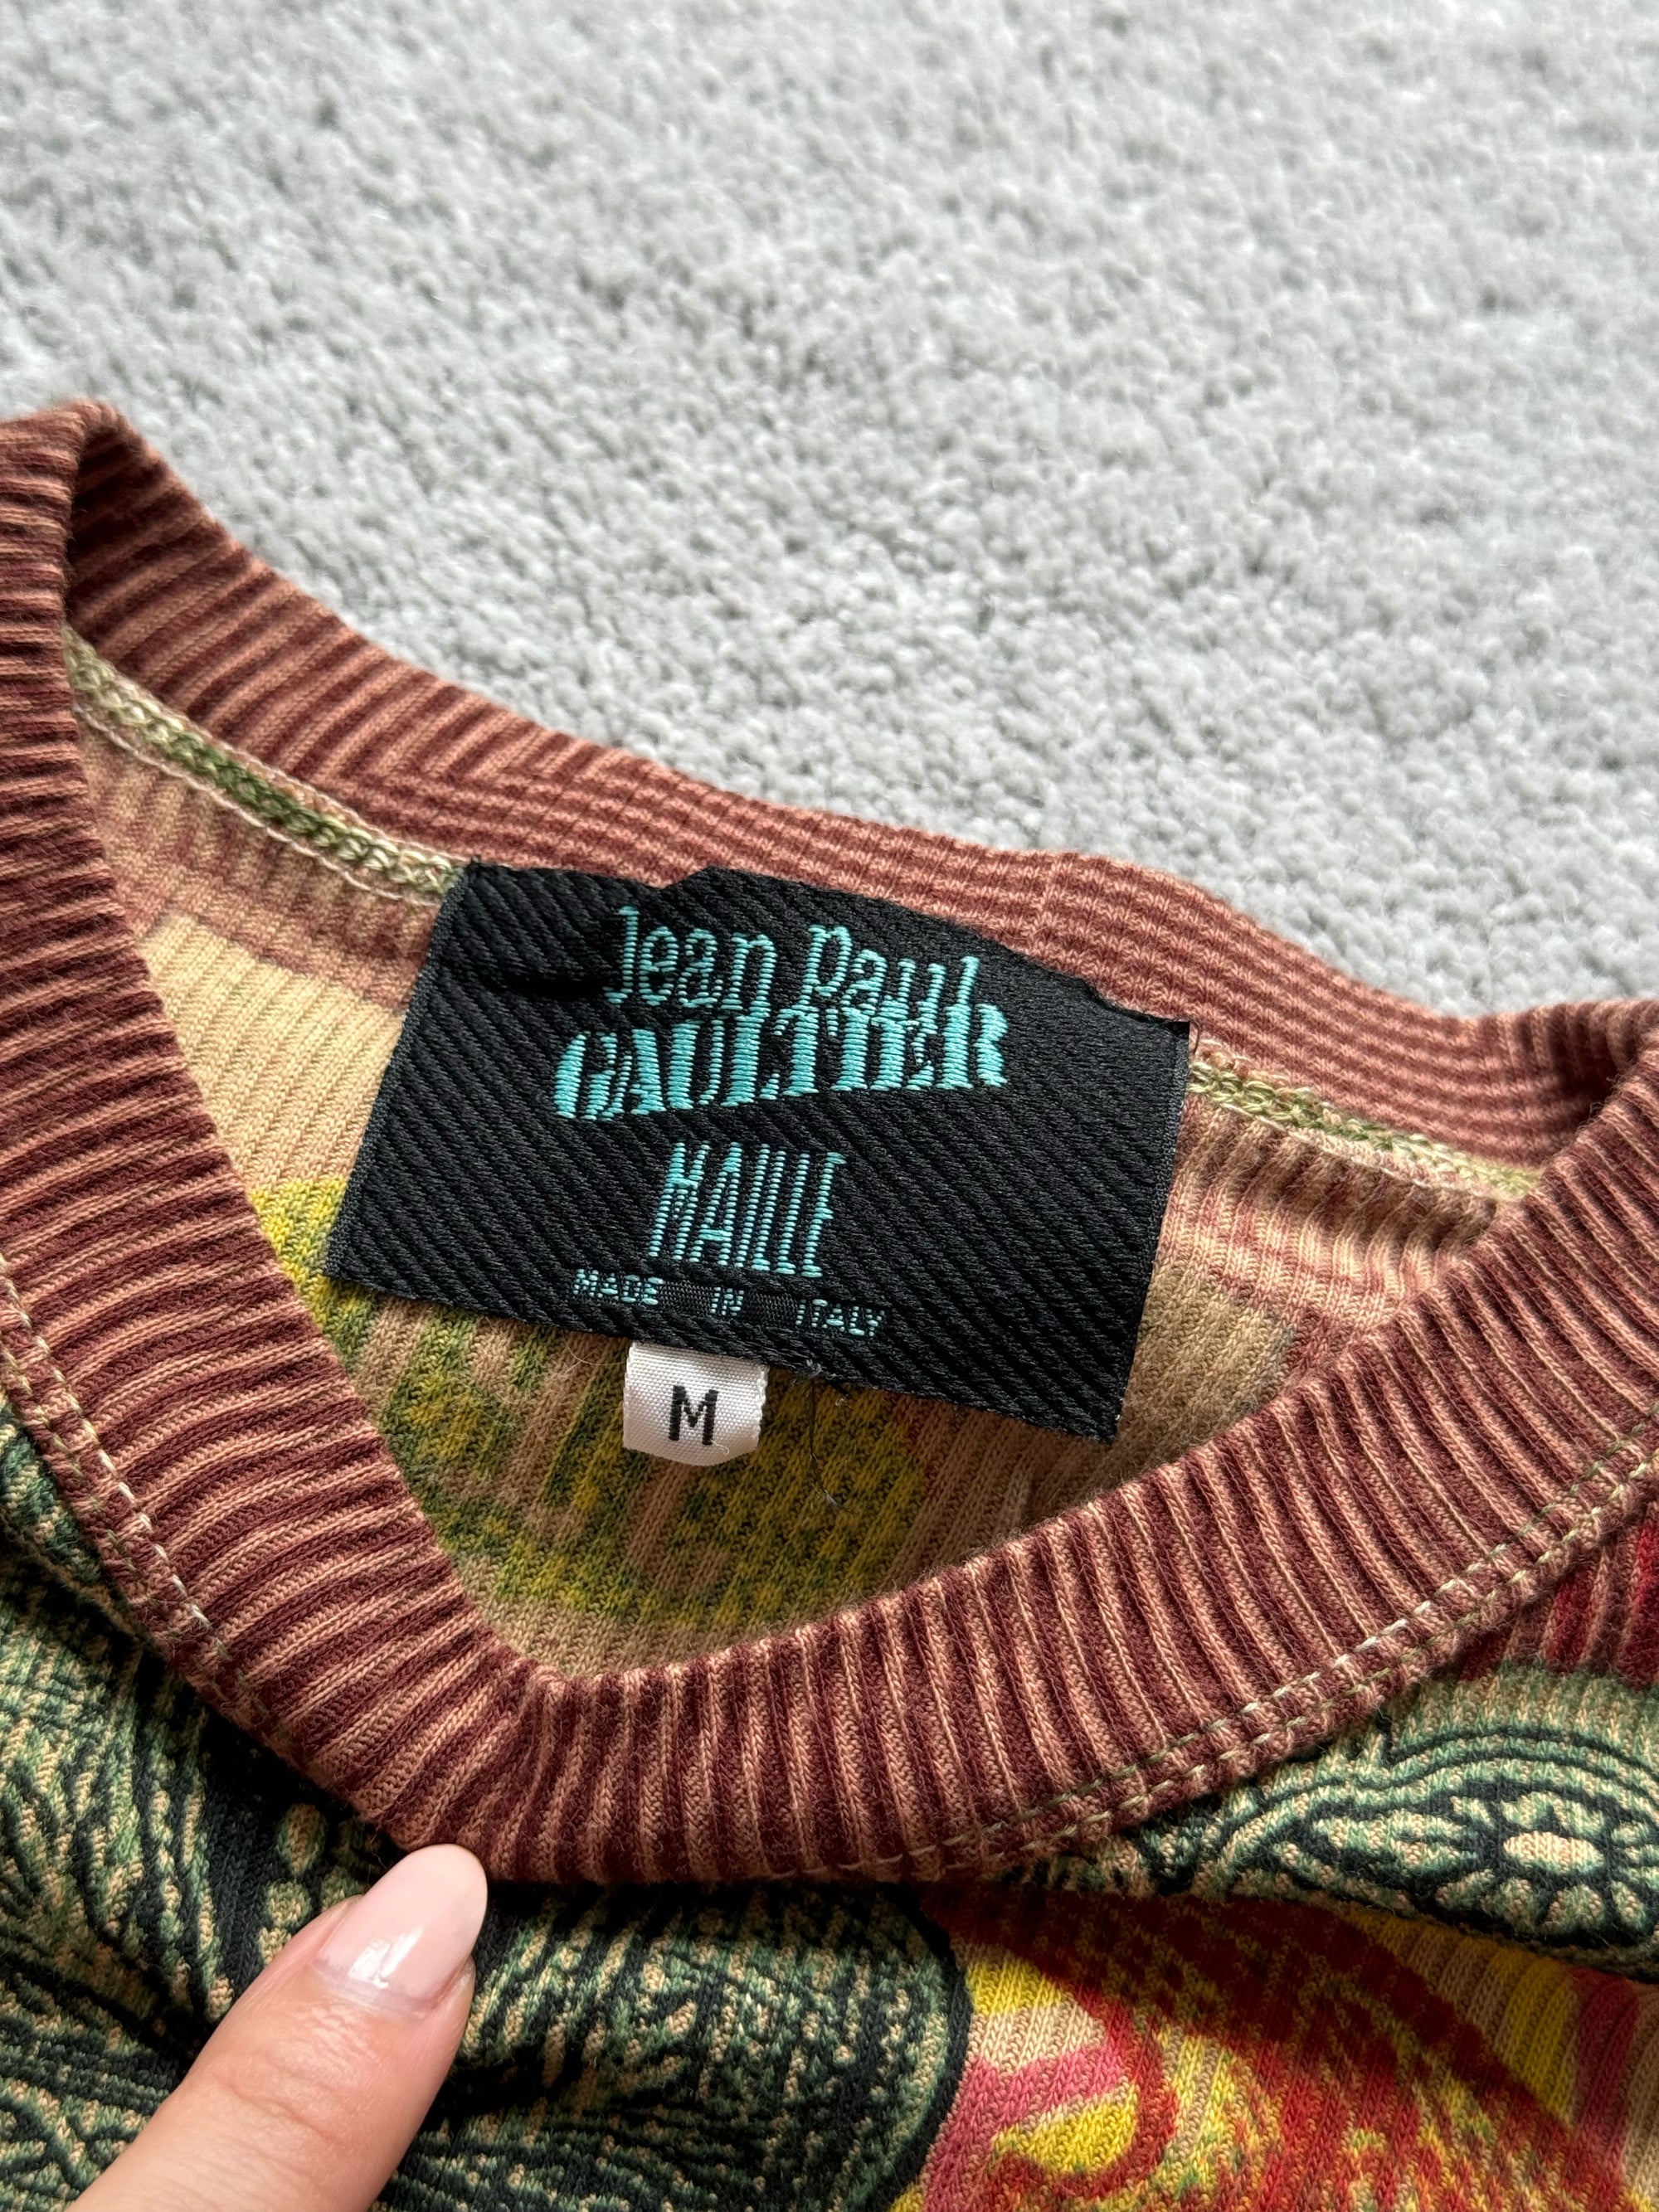 Jean Paul
GAULTIER
MAILLE
MADE IN ITALY
M